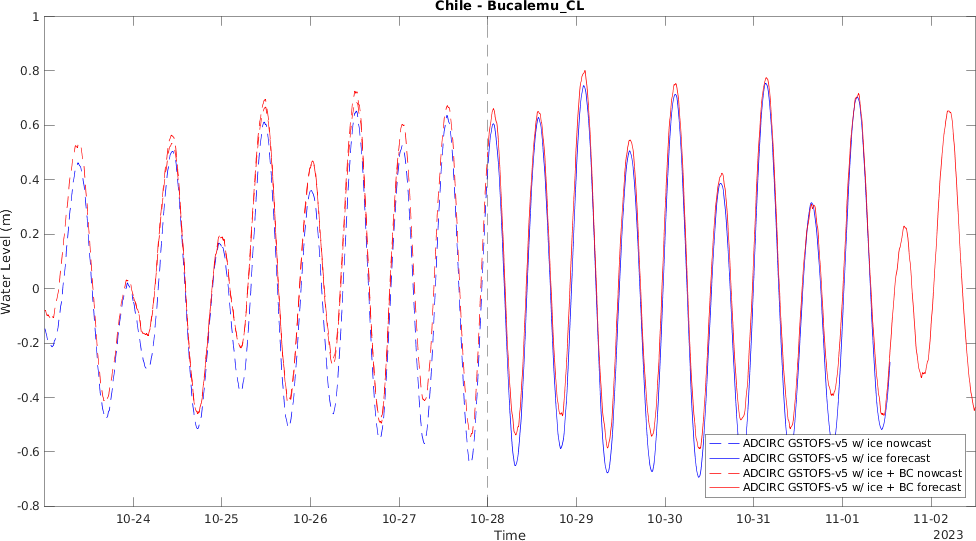 Chile - Bucalemu_CL
1
0.8
0.6
0.4
0.2
0
-0.2
-0.4
-0.6
-0.8
Water Level (m)
ADCIRC GSTOFS-v5 w/ ice nowcast
ADCIRC GSTOFS-v5 w/ ice forecast
ADCIRC GSTOFS-v5 w/ ice + BC nowcast
ADCIRC GSTOFS-v5 w/ ice + BC forecast
10-24 10-25 10-26 10-27 10-28 10-29 10-30 10-31 11-01 11-02
Time
2023